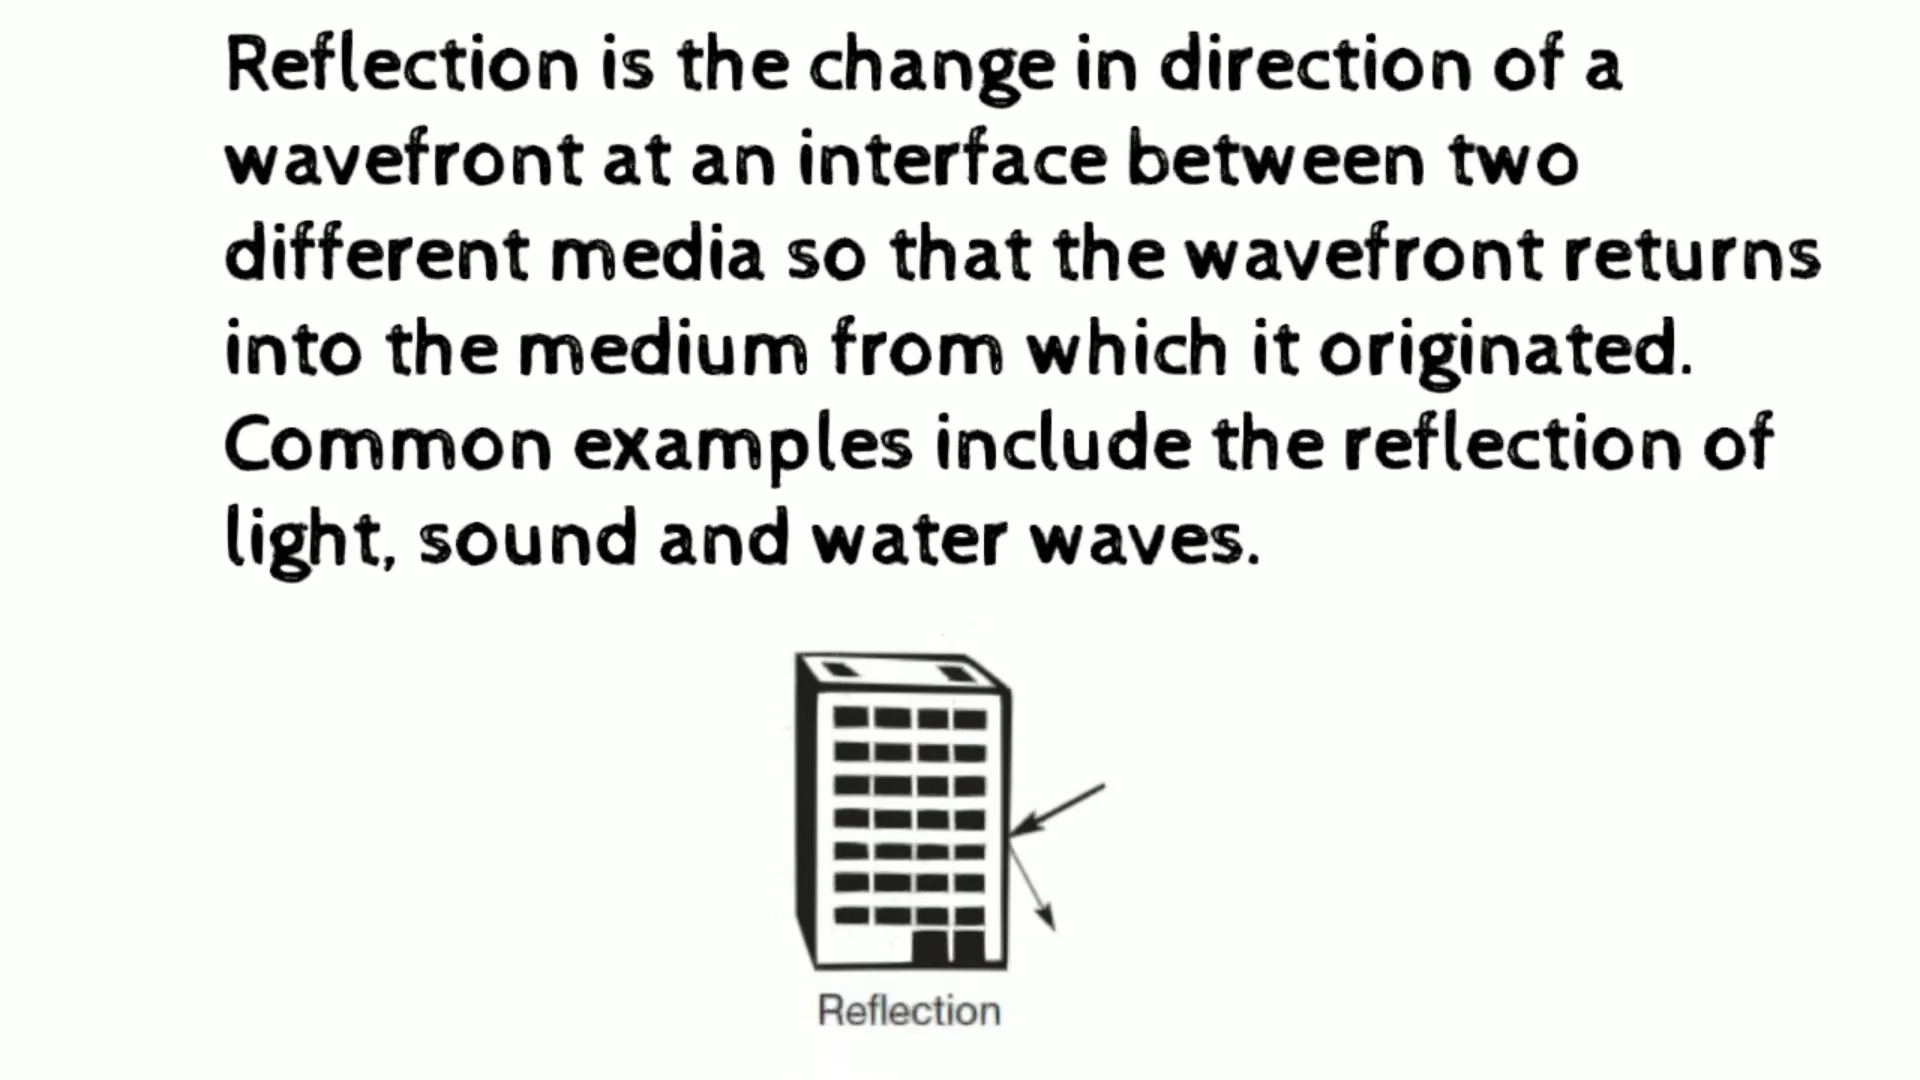 Reflection is the change in direction of a
wavefront at an interface between two
different media so that the wavefront returns
into the medium from which it originated.
Common examples include the reflection of
light, sound and water waves.
Reflection